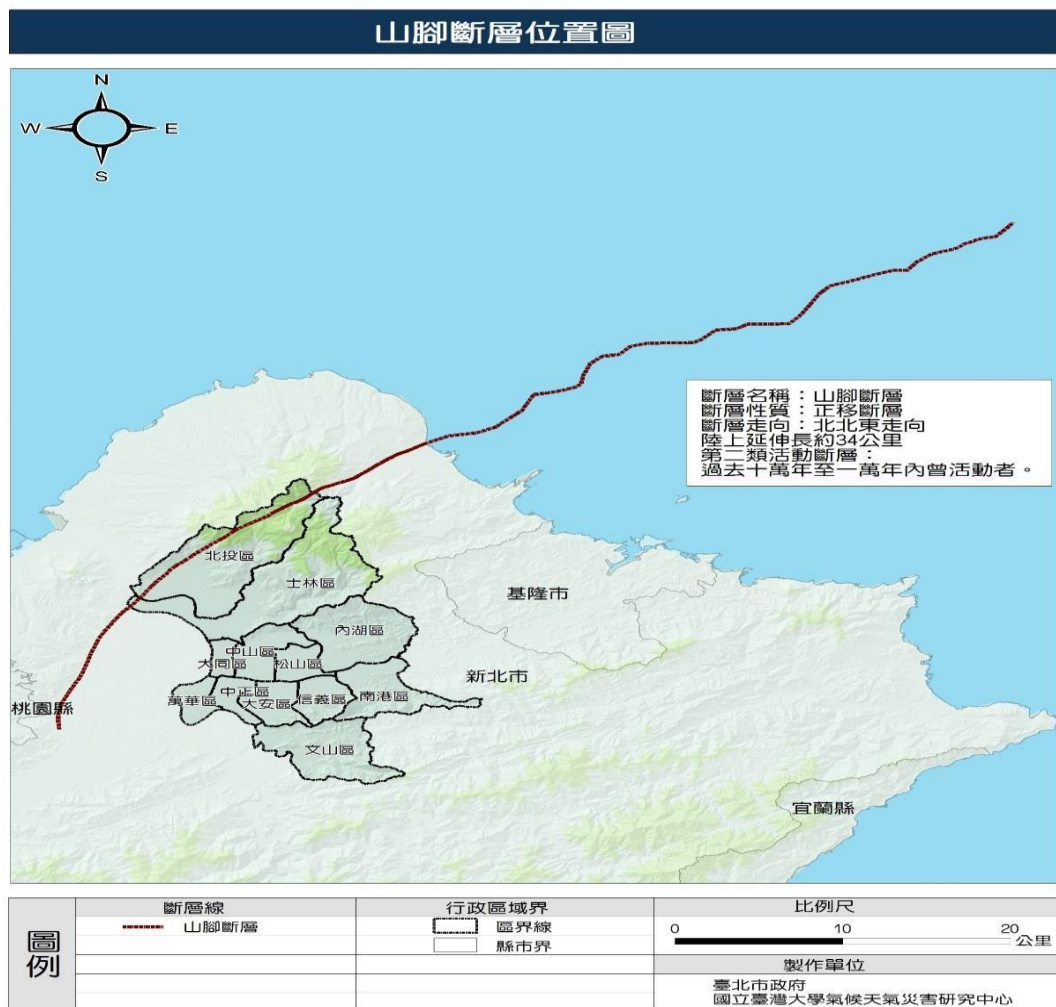 山腳斷層位置圖
N
W
E
S
斷層名稱：山腳斷層
斷層性質：正移斷層
斷層走向：北北東走向
陸上延伸長約34公里
第二類活動斷層：
過去十萬年至一萬年內曾活動者。
北投區
士林區
內湖區
中山區
大同區
松山區
萬華區
中正區
大安區
信義區
南港區
文山區
基隆市
新北市
桃園縣
宜蘭縣
圖例
斷層線
山腳斷層
行政區域界
區界線
縣市界
比例尺
0 10 20
公里
製作單位
臺北市政府
國立臺灣大學氣候天氣災害研究中心